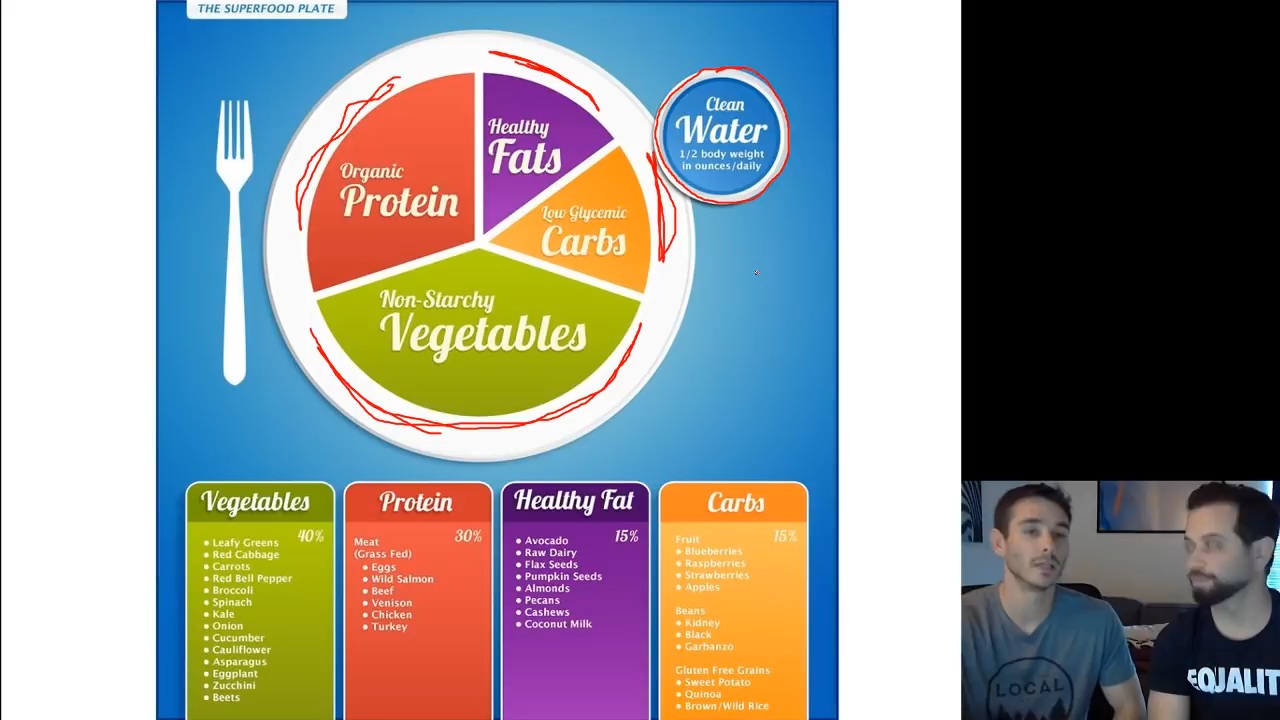 THE SUPERFOOD PLATE
Healthy
Fats
Clean
Water
1/2 body weight
in ounces/daily
Organic
Protein
Low Glycemic
Carbs
Non-Starchy
Vegetables
Vegetables
40%
• Leafy Greens
• Red Cabbage
• Carrots
• Red Bell Pepper
• Broccoli
• Spinach
• Kale
• Onion
• Cucumber
• Cauliflower
• Asparagus
• Eggplant
• Zucchini
• Beets
Protein
30%
Meat
(Grass Fed)
• Eggs
• Wild Salmon
• Beef
• Venison
• Chicken
• Turkey
Healthy Fat
15%
• Avocado
• Raw Dairy
• Flax Seeds
• Pumpkin Seeds
• Almonds
• Pecans
• Cashews
• Coconut Milk
Carbs
15%
Fruit
• Blueberries
• Raspberries
• Strawberries
• Apples
Beans
• Kidney
• Black
• Garbanzo
Gluten Free Grains
• Sweet Potato
• Quinoa
• Brown/Wild Rice
LOCAL
EQUALIT